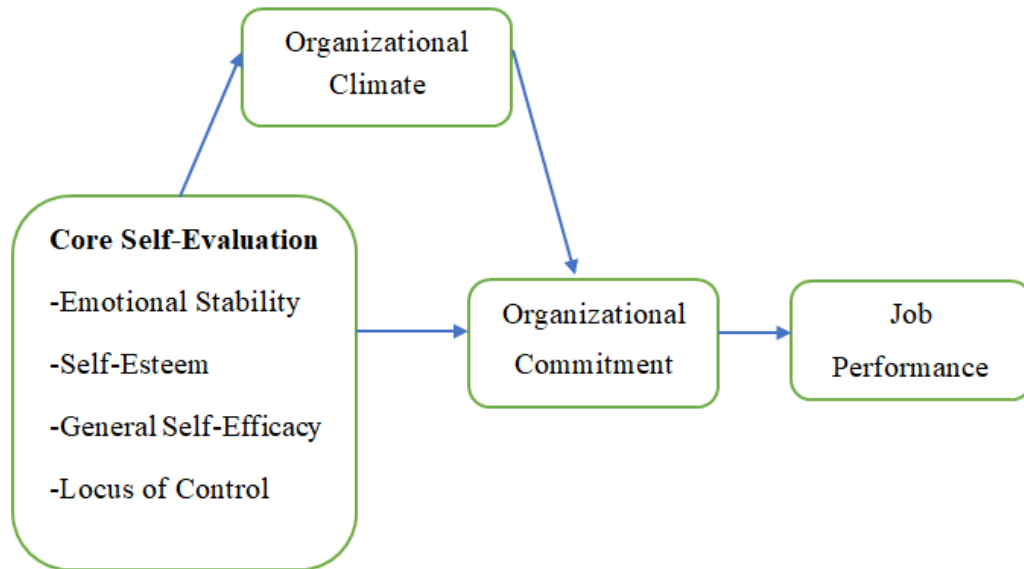 Organizational
Climate
Core Self-Evaluation
-Emotional Stability
-Self-Esteem
-General Self-Efficacy
-Locus of Control
Organizational
Commitment
Job
Performance